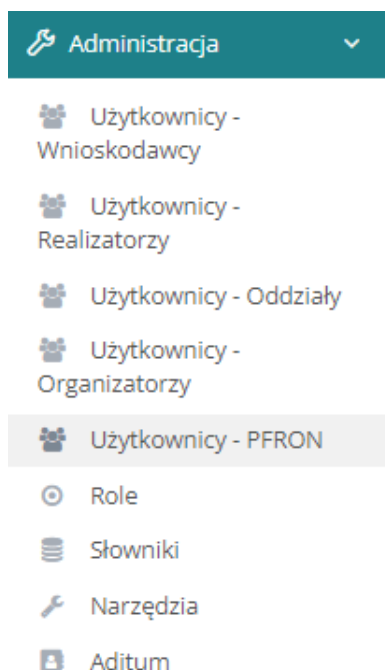 Administracja
Użytkownicy -
Wnioskodawcy
Użytkownicy -
Realizatorzy
Użytkownicy - Oddziały
Użytkownicy -
Organizatorzy
Użytkownicy - PFRON
Role
Słowniki
Narzędzia
Aditum